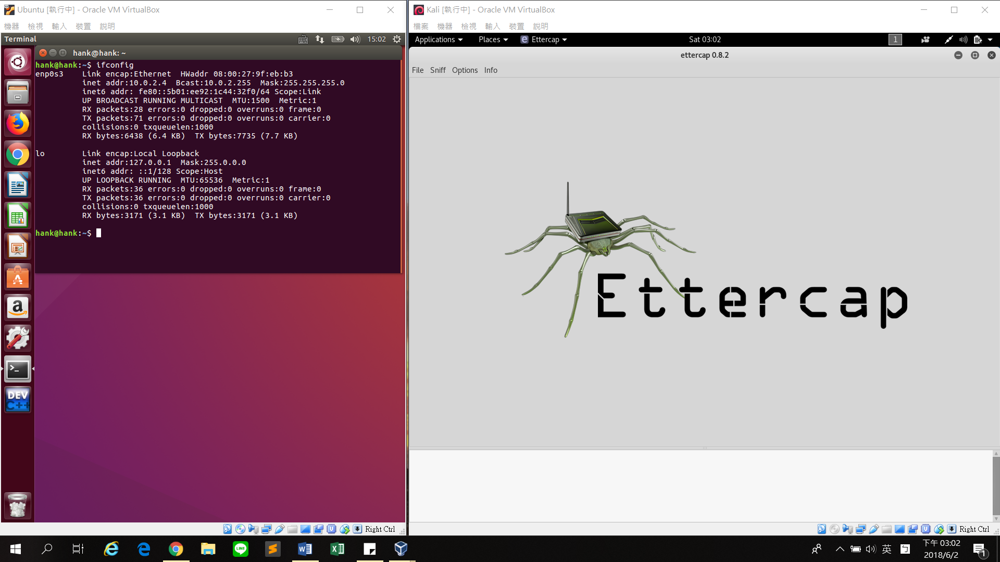 Ubuntu [執行中] - Oracle VM VirtualBox
機器 檢視 輸入 裝置 說明
Terminal
15:02
hank@hank: ~
hank@hank:~$ ifconfig
enp0s3    Link encap:Ethernet  HWaddr 08:00:27:9f:eb:b3
inet addr:10.0.2.4  Bcast:10.0.2.255  Mask:255.255.255.0
inet6 addr: fe80::5b01:ee92:1c44:32f0/64 Scope:Link
UP BROADCAST RUNNING MULTICAST  MTU:1500  Metric:1
RX packets:28 errors:0 dropped:0 overruns:0 frame:0
TX packets:71 errors:0 dropped:0 overruns:0 carrier:0
collisions:0 txqueuelen:1000
RX bytes:6438 (6.4 KB)  TX bytes:7735 (7.7 KB)
lo        Link encap:Local Loopback
inet addr:127.0.0.1  Mask:255.0.0.0
inet6 addr: ::1/128 Scope:Host
UP LOOPBACK RUNNING  MTU:65536  Metric:1
RX packets:36 errors:0 dropped:0 overruns:0 frame:0
TX packets:36 errors:0 dropped:0 overruns:0 carrier:0
collisions:0 txqueuelen:1000
RX bytes:3171 (3.1 KB)  TX bytes:3171 (3.1 KB)
hank@hank:~$
DEV
C++
Right Ctrl
Kali [執行中] - Oracle VM VirtualBox
檔案 機器 檢視 輸入 裝置 說明
Applications Places Ettercap Sat 03:02 1
ettercap 0.8.2
File Sniff Options Info
Ettercap
Right Ctrl
LINE
英 ㄅ
下午 03:02
2018/6/2
1